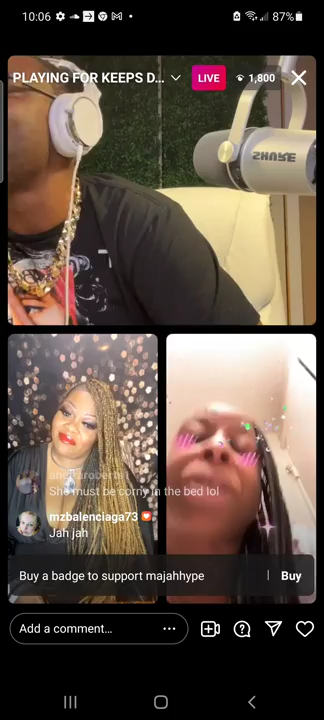 10:06
87%
PLAYING FOR KEEPS D...
LIVE
1,800
SHURE
She must be corny in the bed lol
mzbalenciaga73
Jah jah
Buy a badge to support majahhype
Buy
Add a comment...